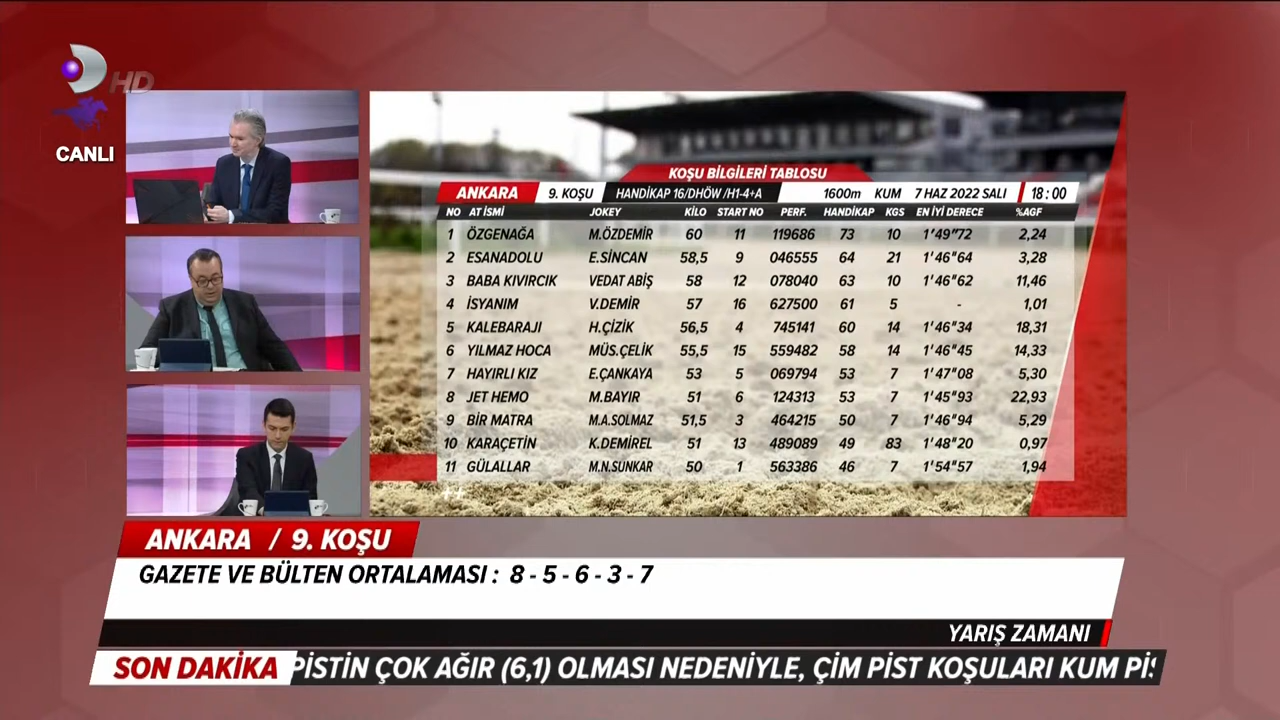 HD
CANLI
KOŞU BİLGİLERİ TABLOSU
ANKARA 9. KOŞU HANDİKAP 16/DHÖW /H1-4+A 1600m KUM 7 HAZ 2022 SALI 18 : 00
NO AT İSMİ JOKEY KİLO START NO PERF. HANDİKAP KGS EN İYİ DERECE %AGF
1 ÖZGENAĞA M.ÖZDEMİR 60 11 119686 73 10 1'49"72 2,24
2 ESANADOLU E.SİNCAN 58,5 9 046555 64 21 1'46"64 3,28
3 BABA KIVIRCIK VEDAT ABİŞ 58 12 078040 63 10 1'46"62 11,46
4 İSYANIM V.DEMİR 57 16 627500 61 5 - 1,01
5 KALEBARAJI H.ÇİZİK 56,5 4 745141 60 14 1'46"34 18,31
6 YILMAZ HOCA MÜS.ÇELİK 55,5 15 559482 58 14 1'46"45 14,33
7 HAYIRLI KIZ E.ÇANKAYA 53 5 069794 53 7 1'47"08 5,30
8 JET HEMO M.BAYIR 51 6 124313 53 7 1'45"93 22,93
9 BİR MATRA M.A.SOLMAZ 51,5 3 464215 50 7 1'46"94 5,29
10 KARAÇETİN K.DEMİREL 51 13 489089 49 83 1'48"20 0,97
11 GÜLALLAR M.N.SUNKAR 50 1 563386 46 7 1'54"57 1,94
++
ANKARA / 9. KOŞU
GAZETE VE BÜLTEN ORTALAMASI : 8 - 5 - 6 - 3 - 7
YARIŞ ZAMANI
SON DAKİKA PİSTİN ÇOK AĞIR (6,1) OLMASI NEDENİYLE, ÇİM PİST KOŞULARI KUM PİS